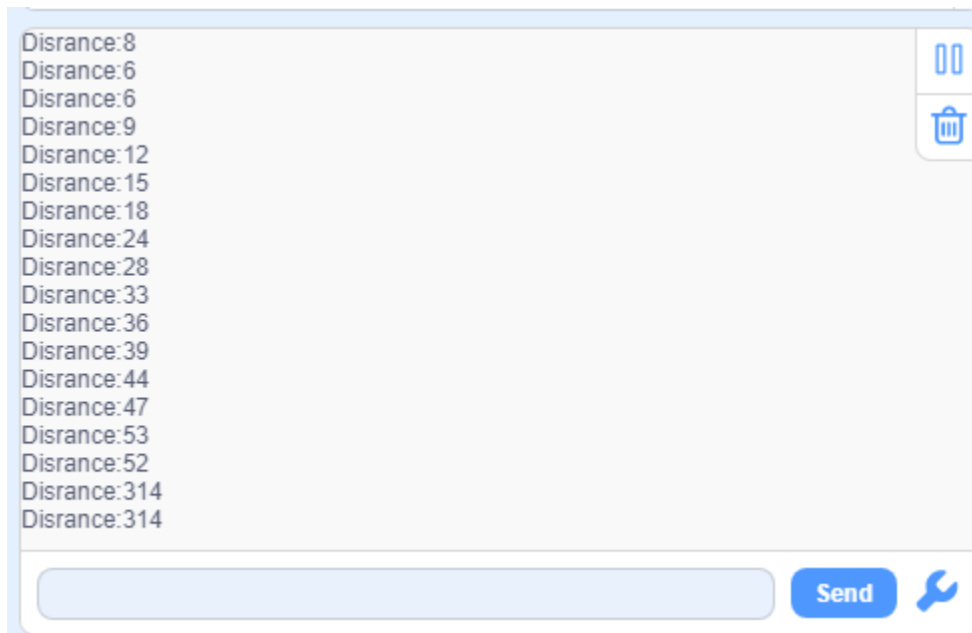 Disrance:8
Disrance:6
Disrance:6
Disrance:9
Disrance:12
Disrance:15
Disrance:18
Disrance:24
Disrance:28
Disrance:33
Disrance:36
Disrance:39
Disrance:44
Disrance:47
Disrance:53
Disrance:52
Disrance:314
Disrance:314
Send